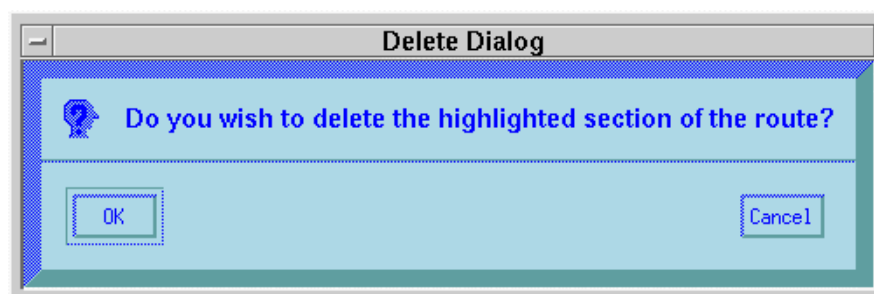 Delete Dialog
Do you wish to delete the highlighted section of the route?
OK
Cancel